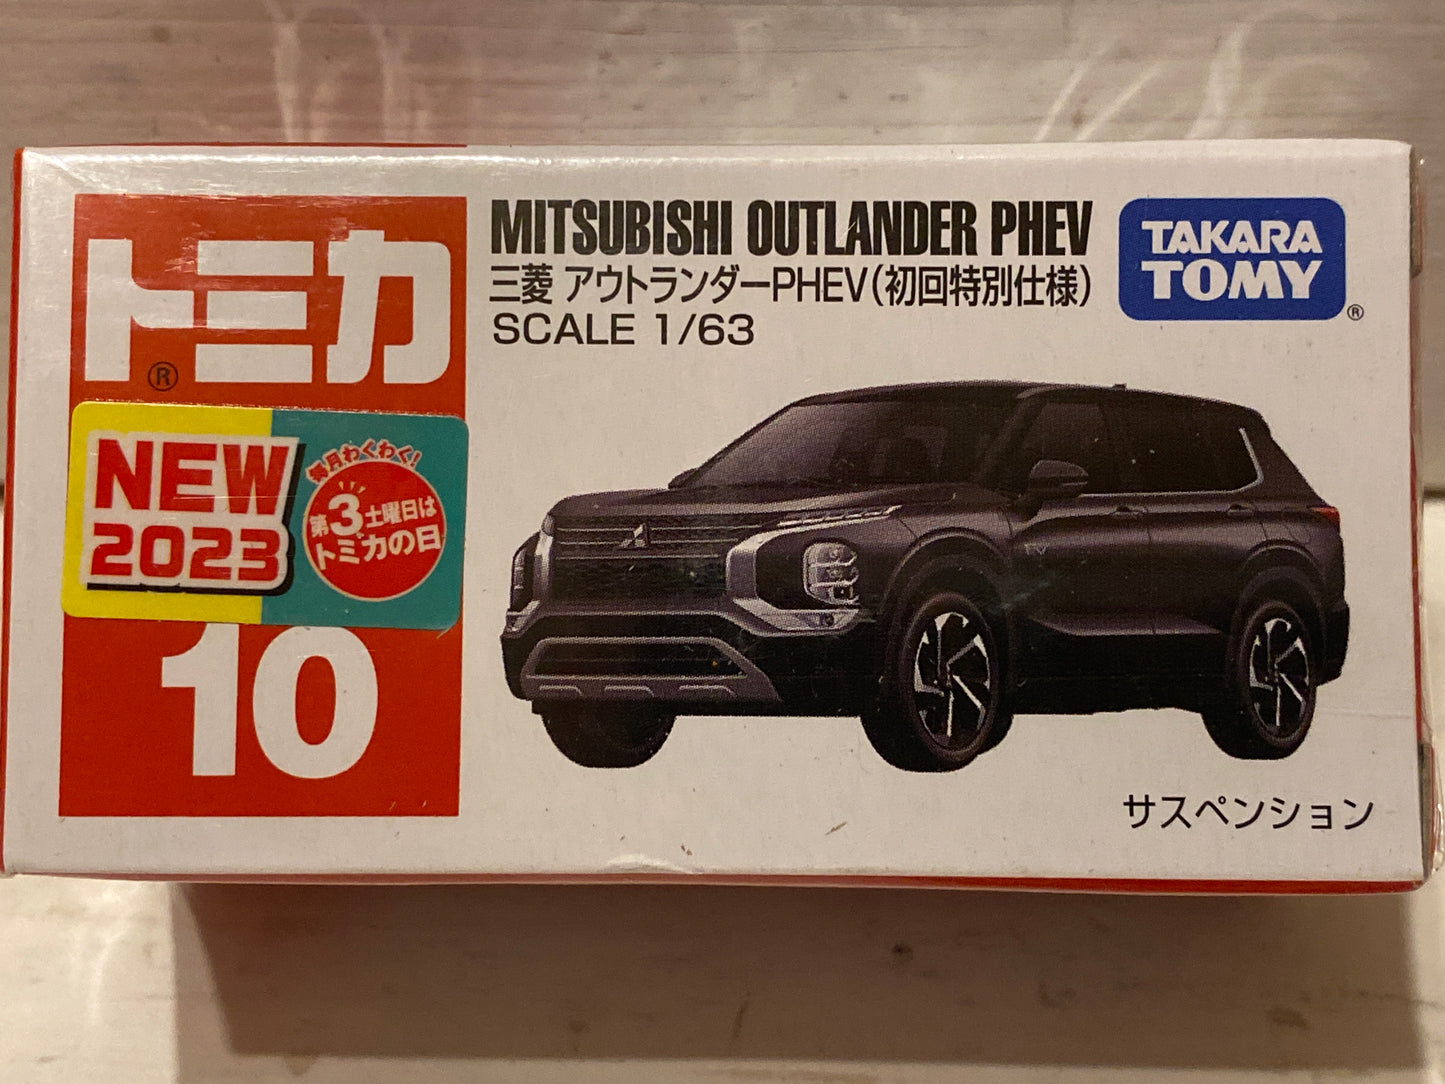 トミカ
®
NEW
2023
毎月わくわく!
第3土曜日は
トミカの日
10
MITSUBISHI OUTLANDER PHEV
三菱 アウトランダーPHEV(初回特別仕様)
SCALE 1/63
TAKARA
TOMY
®
サスペンション